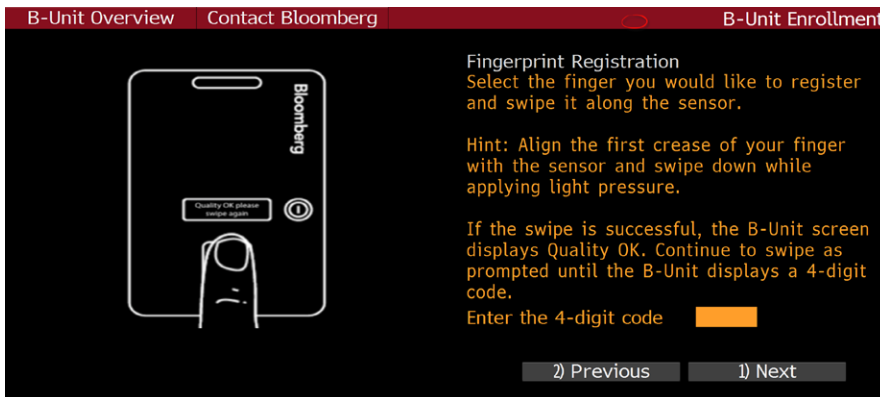 B-Unit Overview
Contact Bloomberg
B-Unit Enrollment
Bloomberg
Quality OK please
swipe again
Fingerprint Registration
Select the finger you would like to register
and swipe it along the sensor.
Hint: Align the first crease of your finger
with the sensor and swipe down while
applying light pressure.
If the swipe is successful, the B-Unit screen
displays Quality OK. Continue to swipe as
prompted until the B-Unit displays a 4-digit
code.
Enter the 4-digit code
2) Previous
1) Next